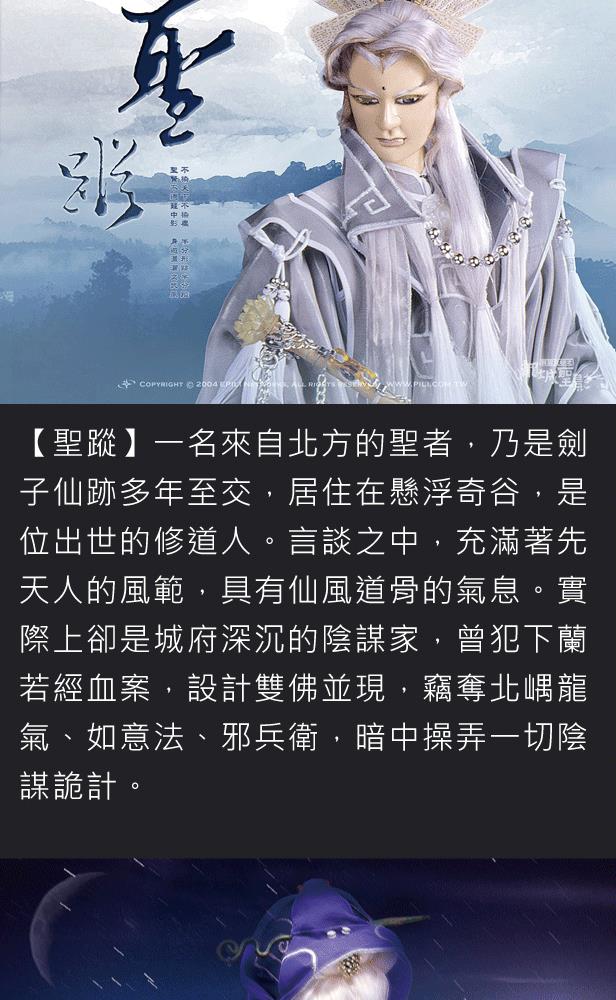 聖
蹤
COPYRIGHT © 2004 EPILI NETWORKS, ALL RIGHTS RESERVED WWW.PILI.COM.TW
【聖蹤】一名來自北方的聖者，乃是劍
子仙跡多年至交，居住在懸浮奇谷，是
位出世的修道人。言談之中，充滿著先
天人的風範，具有仙風道骨的氣息。實
際上卻是城府深沉的陰謀家，曾犯下蘭
若經血案，設計雙佛並現，竊奪北嵎龍
氣、如意法、邪兵衛，暗中操弄一切陰
謀詭計。